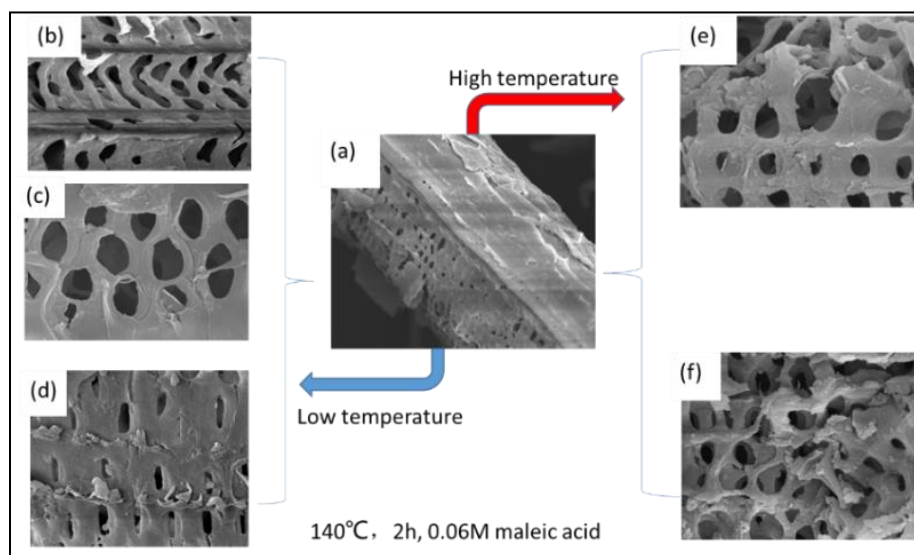 (b)
(e)
High temperature
(a)
(c)
(d)
Low temperature
(f)
140℃，2h, 0.06M maleic acid